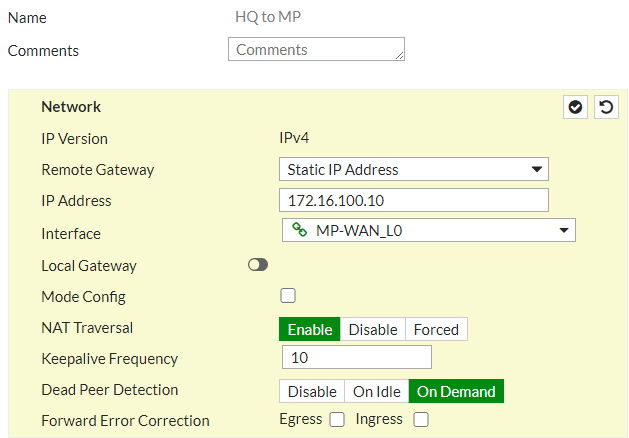 Name HQ to MP
Comments Comments
Network
IP Version IPv4
Remote Gateway Static IP Address
IP Address 172.16.100.10
Interface MP-WAN_L0
Local Gateway
Mode Config
NAT Traversal Enable Disable Forced
Keepalive Frequency 10
Dead Peer Detection Disable On Idle On Demand
Forward Error Correction Egress Ingress